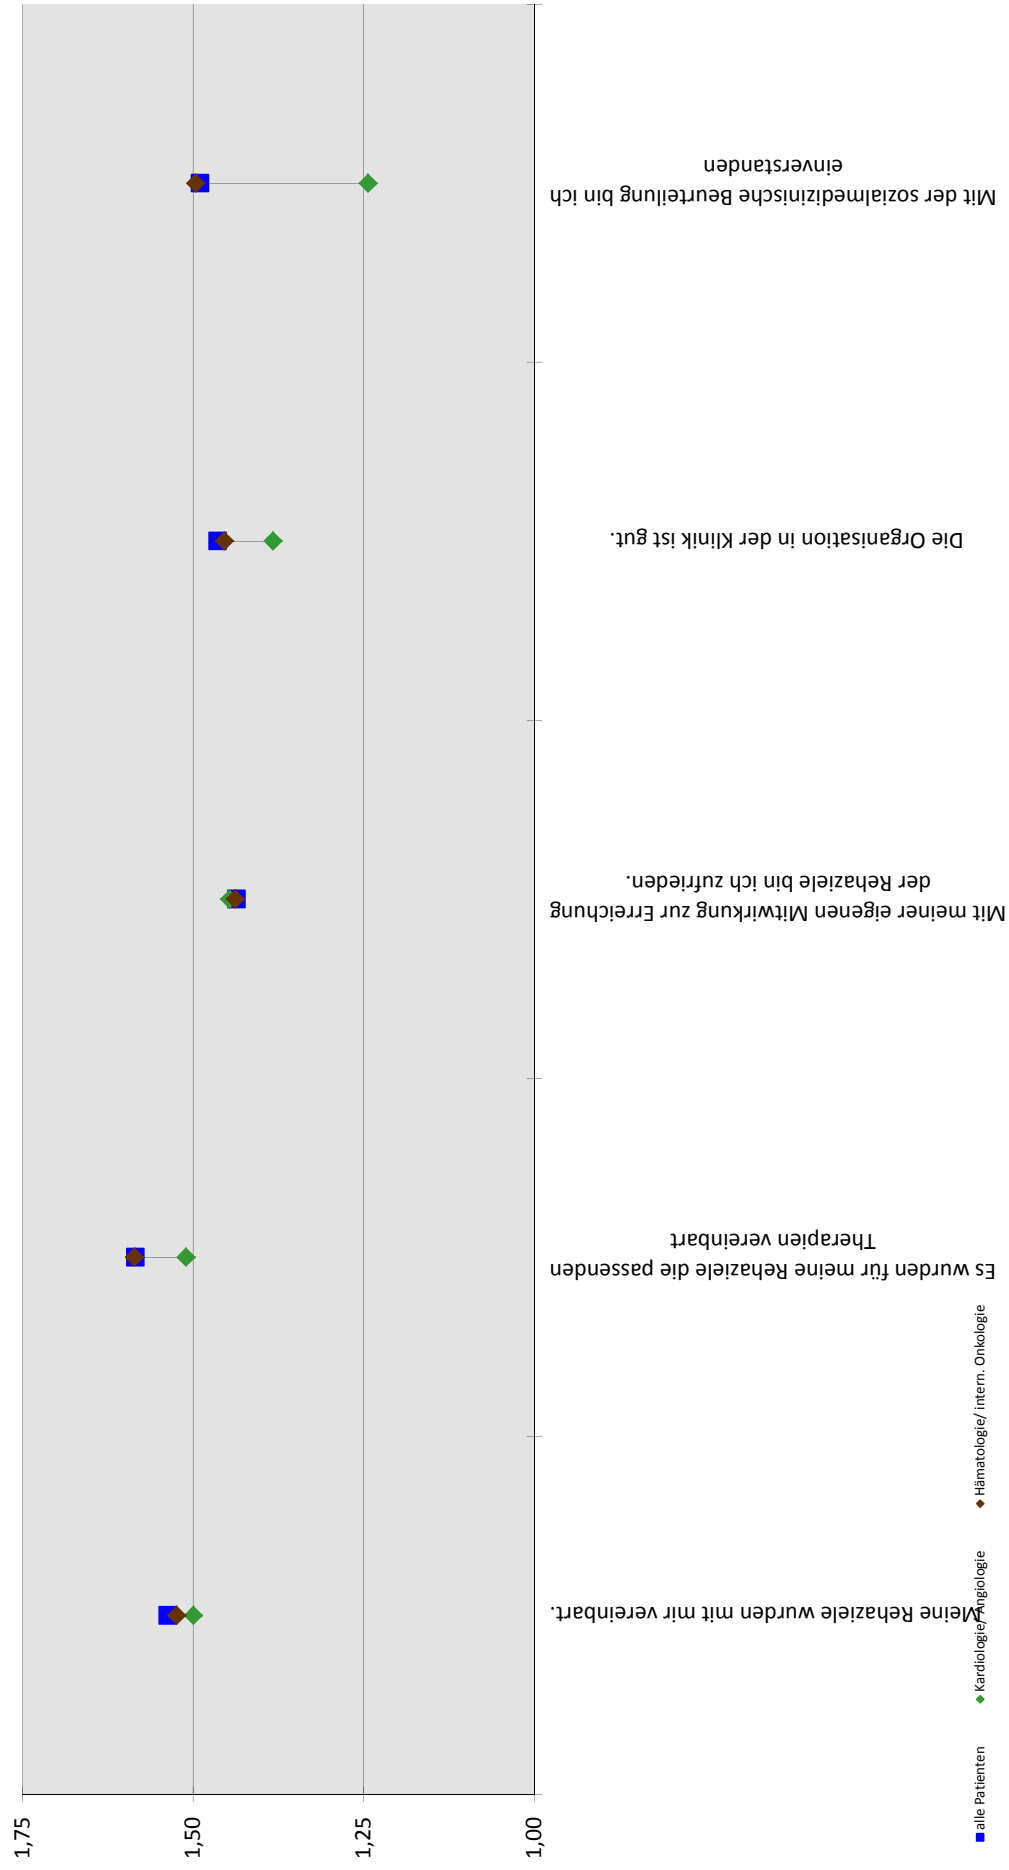 1,75
1,50
1,25
1,00
Meine Rehaziele wurden mit mir vereinbart.
Es wurden für meine Rehaziele die passenden
Therapien vereinbart
Mit meiner eigenen Mitwirkung zur Erreichung
der Rehaziele bin ich zufrieden.
Die Organisation in der Klinik ist gut.
Mit der sozialmedizinische Beurteilung bin ich
einverstanden
alle Patienten
Kardiologie/ Angiologie
Hämatologie/ intern. Onkologie